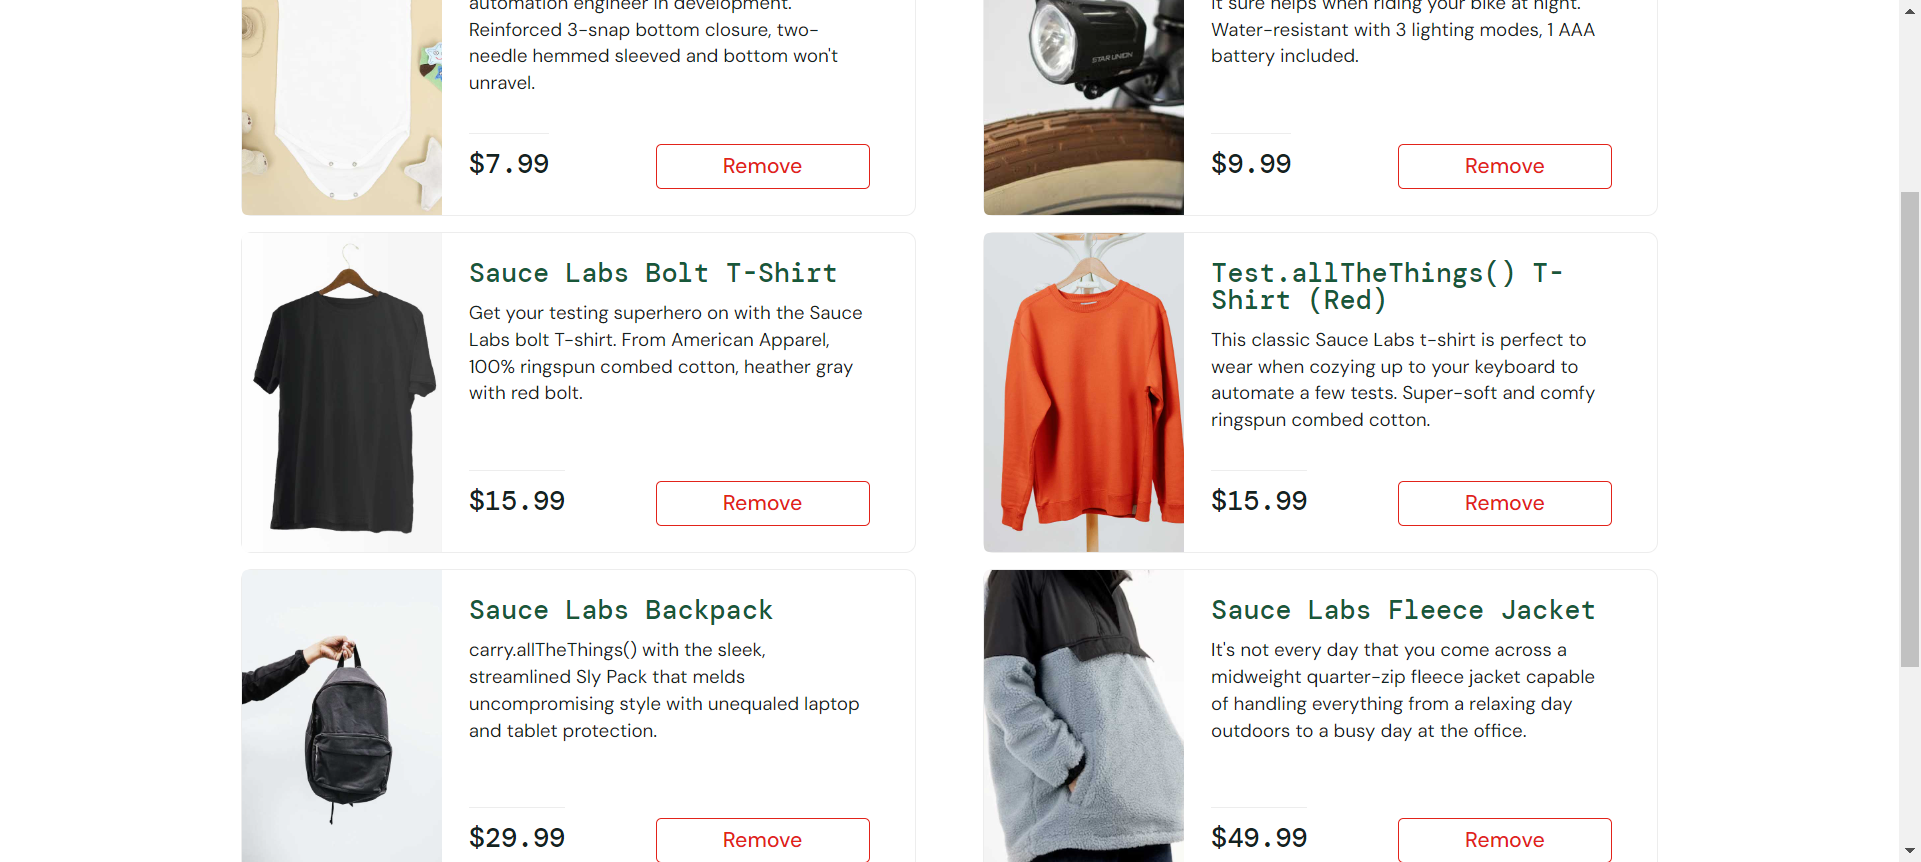 automation engineer in development.
Reinforced 3-snap bottom closure, two-
needle hemmed sleeved and bottom won't
unravel.
$7.99
Remove
it sure helps when riding your bike at night.
Water-resistant with 3 lighting modes, 1 AAA
battery included.
STAR UNION
$9.99
Remove
Sauce Labs Bolt T-Shirt
Get your testing superhero on with the Sauce
Labs bolt T-shirt. From American Apparel,
100% ringspun combed cotton, heather gray
with red bolt.
$15.99
Remove
Test.allTheThings() T-
Shirt (Red)
This classic Sauce Labs t-shirt is perfect to
wear when cozying up to your keyboard to
automate a few tests. Super-soft and comfy
ringspun combed cotton.
$15.99
Remove
Sauce Labs Backpack
carry.allTheThings() with the sleek,
streamlined Sly Pack that melds
uncompromising style with unequaled laptop
and tablet protection.
$29.99
Remove
Sauce Labs Fleece Jacket
It's not every day that you come across a
midweight quarter-zip fleece jacket capable
of handling everything from a relaxing day
outdoors to a busy day at the office.
$49.99
Remove